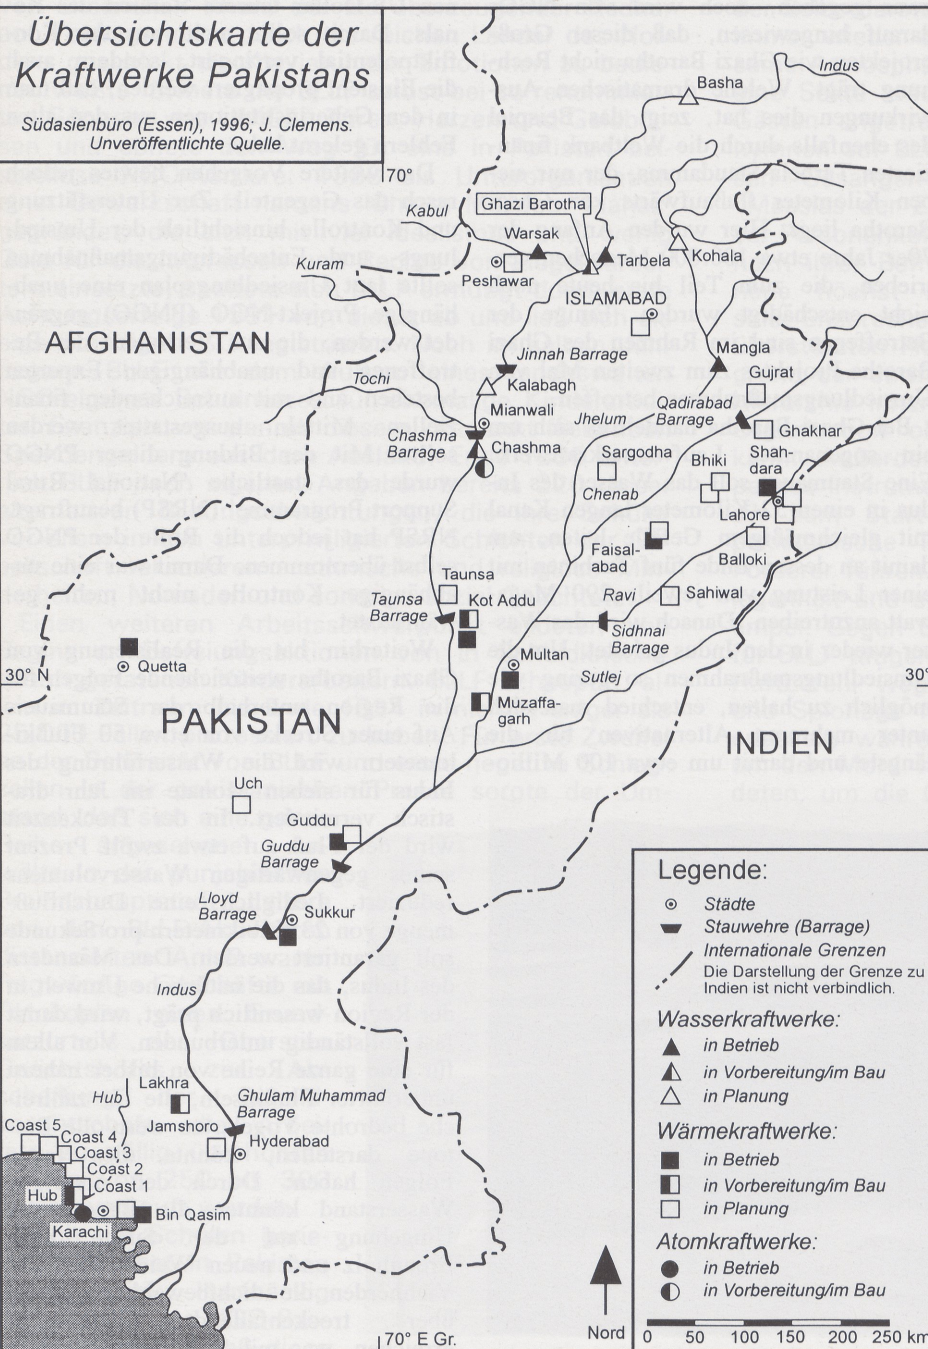 Übersichtskarte der
Kraftwerke Pakistans
Südasienbüro (Essen), 1996; J. Clemens.
Unveröffentlichte Quelle.
70°
Basha
Indus
Kabul
Ghazi Barotha
Warsak
Tarbela
Kohala
Peshawar
Kuram
ISLAMABAD
AFGHANISTAN
Jinnah Barrage
Mangla
Kalabagh
Gujrat
Tochi
Mianwali
Jhelum
Qadirabad
Barrage
Ghakhar
Chashma
Barrage
Chashma
Sargodha
Bhiki
Shah-
dara
Chenab
Lahore
Faisal-
abad
Balloki
Taunsa
Kot Addu
Ravi
Sahiwal
Taunsa
Barrage
Sidhnai
Barrage
Quetta
Multan
30° N
Sutlej
30°
Muzaffa-
garh
PAKISTAN
INDIEN
Uch
Guddu
Guddu
Barrage
Lloyd
Barrage
Sukkur
Indus
Lakhra
Hub
Ghulam Muhammad
Barrage
Jamshoro
Hyderabad
Coast 5
Coast 4
Coast 3
Coast 2
Coast 1
Hub
Karachi
Bin Qasim
70° E Gr.
Nord
Legende:
Städte
Stauwehre (Barrage)
Internationale Grenzen
Die Darstellung der Grenze zu
Indien ist nicht verbindlich.
Wasserkraftwerke:
in Betrieb
in Vorbereitung/im Bau
in Planung
Wärmekraftwerke:
in Betrieb
in Vorbereitung/im Bau
in Planung
Atomkraftwerke:
in Betrieb
in Vorbereitung/im Bau
0 50 100 150 200 250 km